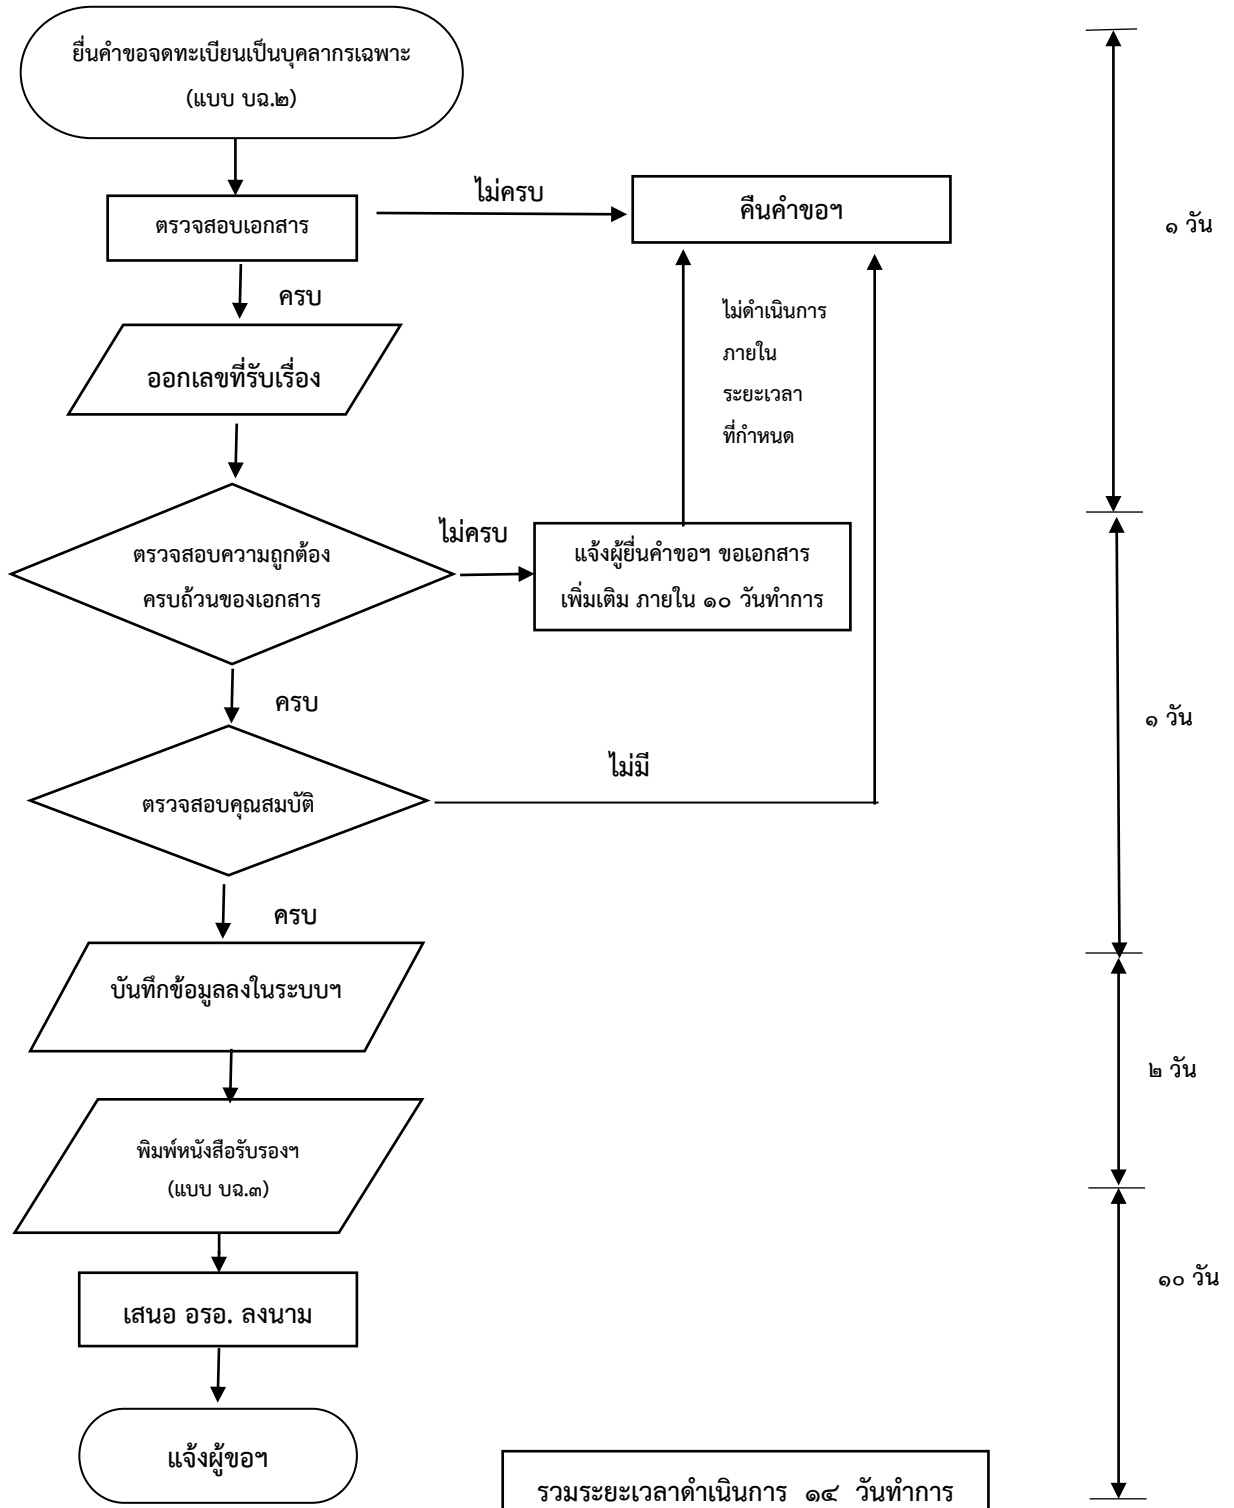 ยื่นคำขอจดทะเบียนเป็นบุคลากรเฉพาะ
(แบบ บฉ.๒)
ตรวจสอบเอกสาร
ไม่ครบ
คืนคำขอฯ
๑ วัน
ครบ
ออกเลขที่รับเรื่อง
ไม่ดำเนินการ
ภายใน
ระยะเวลา
ที่กำหนด
ตรวจสอบความถูกต้อง
ครบถ้วนของเอกสาร
ไม่ครบ
แจ้งผู้ยื่นคำขอฯ ขอเอกสาร
เพิ่มเติม ภายใน ๑๐ วันทำการ
ครบ
๑ วัน
ตรวจสอบคุณสมบัติ
ไม่มี
ครบ
บันทึกข้อมูลลงในระบบฯ
๒ วัน
พิมพ์หนังสือรับรองฯ
(แบบ บฉ.๓)
๑๐ วัน
เสนอ อรอ. ลงนาม
แจ้งผู้ขอฯ
รวมระยะเวลาดำเนินการ ๑๔ วันทำการ